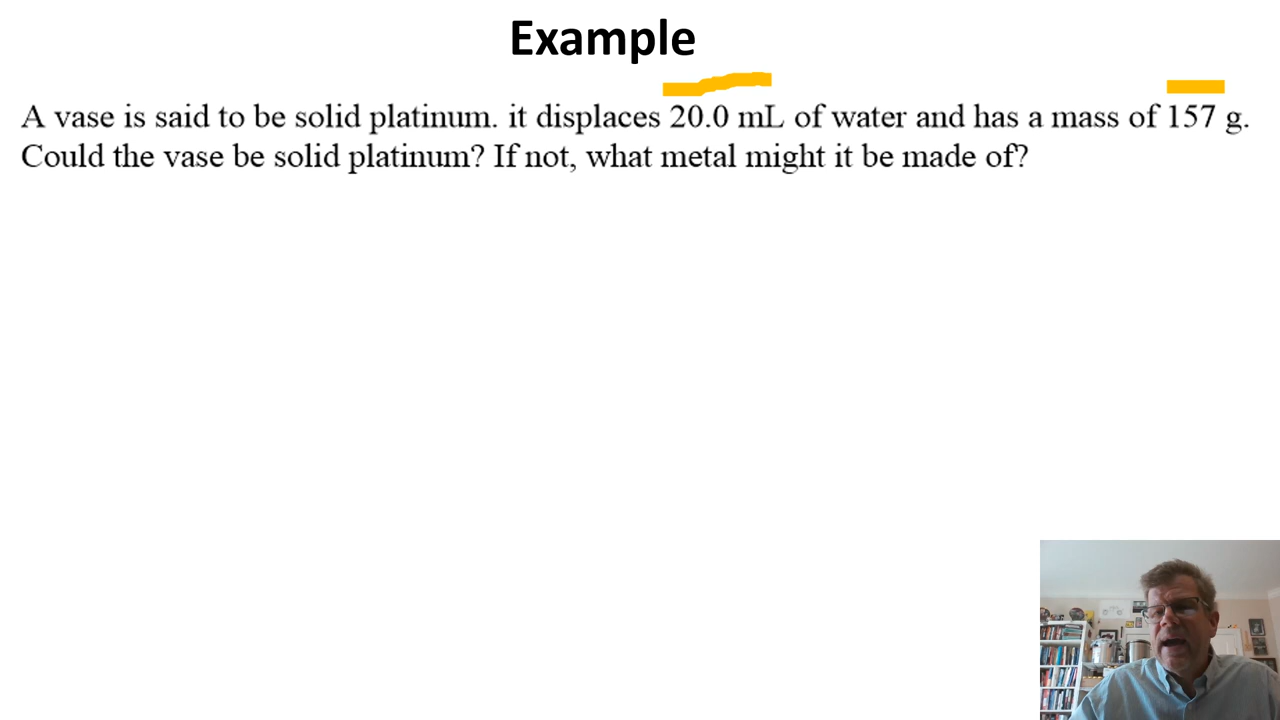 Example
A vase is said to be solid platinum. it displaces 20.0 mL of water and has a mass of 157 g.
Could the vase be solid platinum? If not, what metal might it be made of?